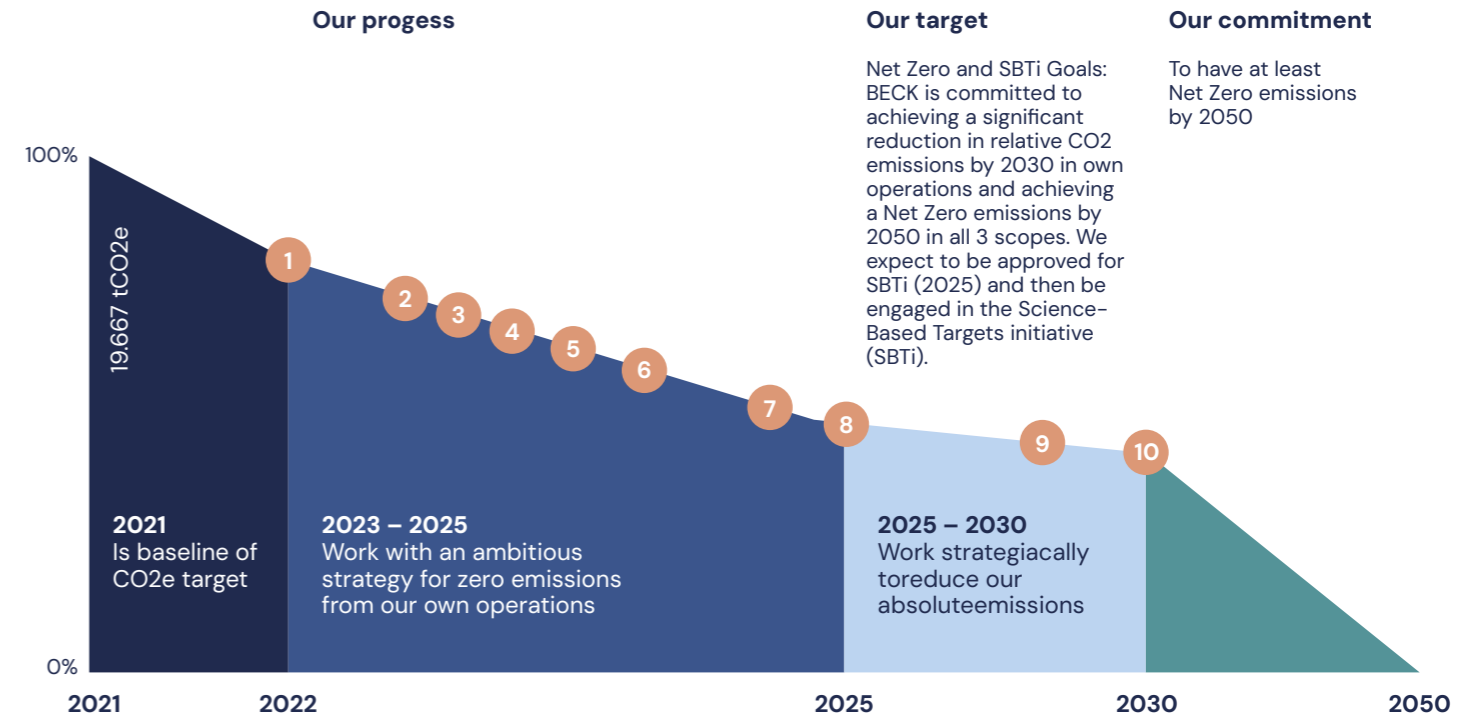 Our progess
Our target
Our commitment
Net Zero and SBTi Goals:
BECK is committed to
achieving a significant
reduction in relative CO2
emissions by 2030 in own
operations and achieving
a Net Zero emissions by
2050 in all 3 scopes. We
expect to be approved for
SBTi (2025) and then be
engaged in the Science-
Based Targets initiative
(SBTi).
To have at least
Net Zero emissions
by 2050
100%
19.667 tCO2e
1
2
3
4
5
6
7
8
9
10
2021
Is baseline of
CO2e target
2023 – 2025
Work with an ambitious
strategy for zero emissions
from our own operations
2025 – 2030
Work strategiacally
toreduce our
absoluteemissions
0%
2021
2022
2025
2030
2050